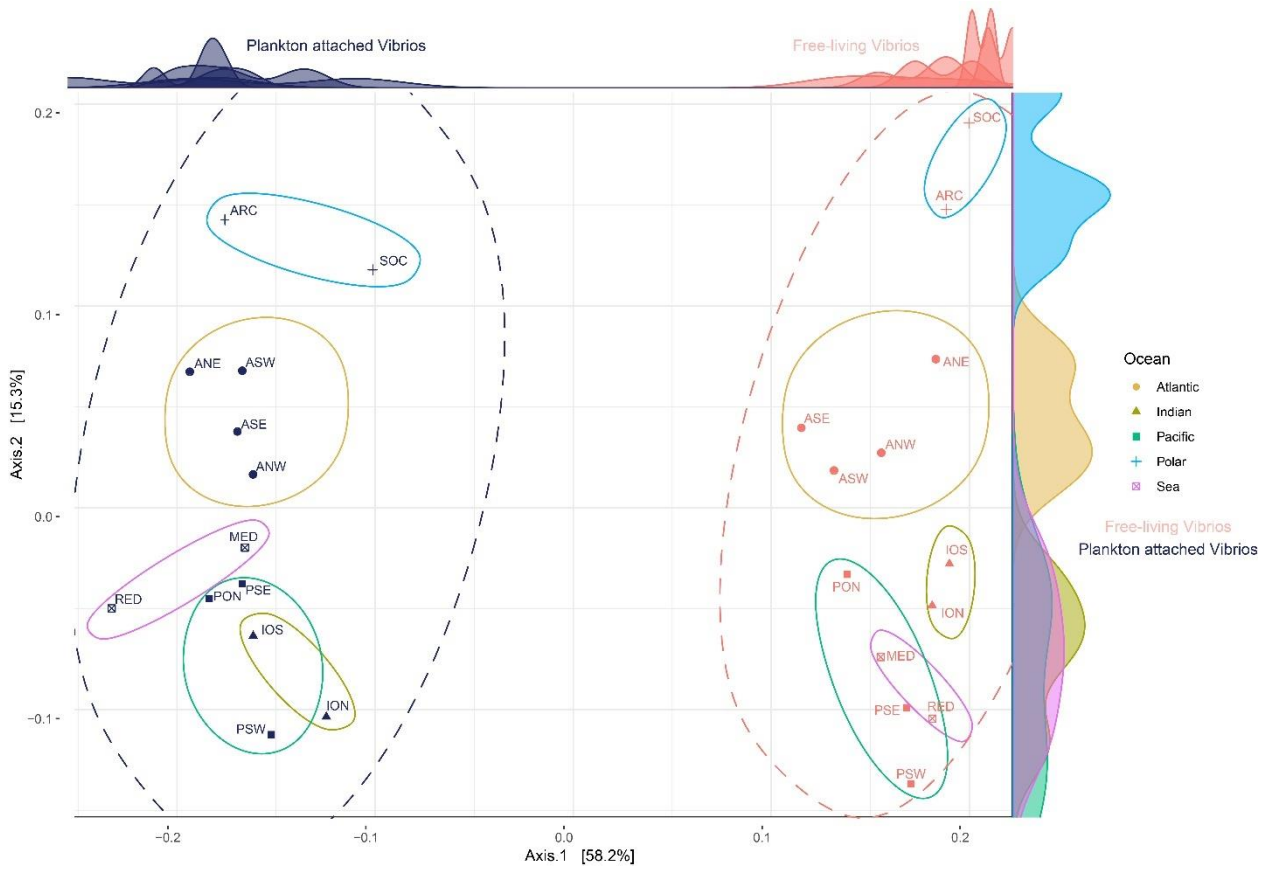 Plankton attached Vibrios
Free-living Vibrios
0.2
0.1
0.0
−0.1
Axis.2 [15.3%]
ARC
SOC
ANE
ASW
ASE
ANW
MED
RED
PON
PSE
IOS
ION
PSW
SOC
ARC
ANE
ASE
ANW
ASW
IOS
PON
ION
MED
PSE
RED
PSW
Ocean
Atlantic
Indian
Pacific
Polar
Sea
Free-living Vibrios
Plankton attached Vibrios
−0.2
−0.1
0.0
0.1
0.2
Axis.1 [58.2%]